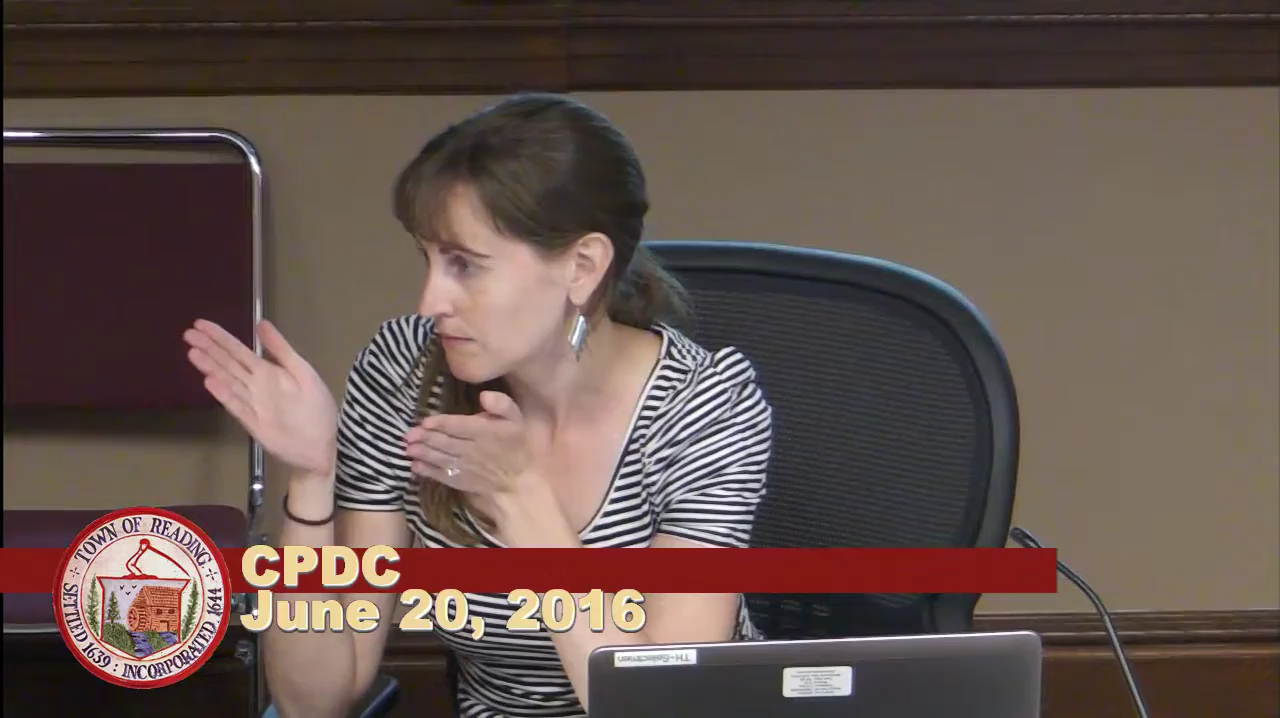 TOWN OF READING
SETTLED 1639 : INCORPORATED 1644
CPDC
June 20, 2016
TH-Selectmen